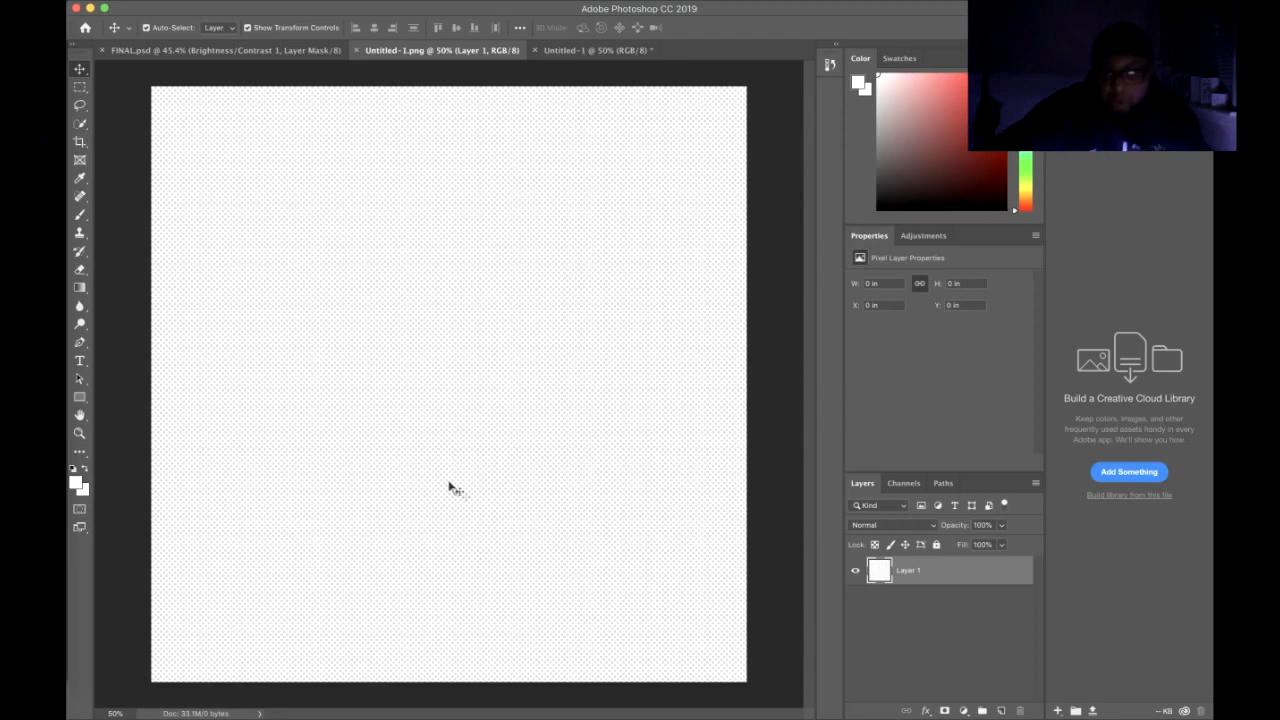 Adobe Photoshop CC 2019
Auto-Select: Layer Show Transform Controls 3D Mode:
FINAL.psd @ 45.4% (Brightness/Contrast 1, Layer Mask/8) Untitled-1.png @ 50% (Layer 1, RGB/8) Untitled-1 @ 50% (RGB/8) *
Color Swatches
Properties Adjustments
Pixel Layer Properties
W: 0 in H: 0 in
X: 0 in Y: 0 in
Build a Creative Cloud Library
Keep colors, images, and other
frequently used assets handy in every
Adobe app. We'll show you how.
Add Something
Build library from this file
Layers Channels Paths
Kind
Normal Opacity: 100%
Lock: Fill: 100%
Layer 1
50% Doc: 33.1M/0 bytes
-- KB